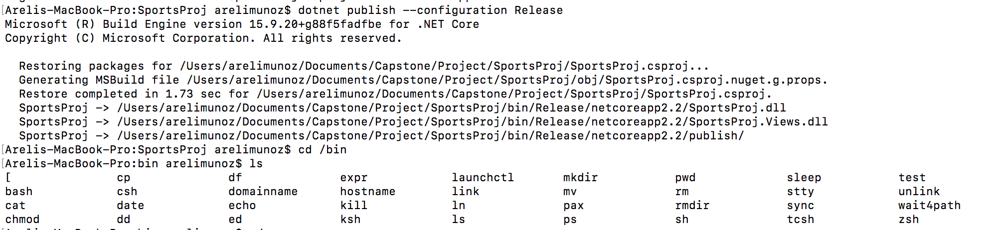 [Arelis-MacBook-Pro:SportsProj arelimunoz$ dotnet publish --configuration Release
Microsoft (R) Build Engine version 15.9.20+g88f5fadfbe for .NET Core
Copyright (C) Microsoft Corporation. All rights reserved.
Restoring packages for /Users/arelimunoz/Documents/Capstone/Project/SportsProj/SportsProj.csproj...
Generating MSBuild file /Users/arelimunoz/Documents/Capstone/Project/SportsProj/obj/SportsProj.csproj.nuget.g.props.
Restore completed in 1.73 sec for /Users/arelimunoz/Documents/Capstone/Project/SportsProj/SportsProj.csproj.
SportsProj -> /Users/arelimunoz/Documents/Capstone/Project/SportsProj/bin/Release/netcoreapp2.2/SportsProj.dll
SportsProj -> /Users/arelimunoz/Documents/Capstone/Project/SportsProj/bin/Release/netcoreapp2.2/SportsProj.Views.dll
SportsProj -> /Users/arelimunoz/Documents/Capstone/Project/SportsProj/bin/Release/netcoreapp2.2/publish/
[Arelis-MacBook-Pro:SportsProj arelimunoz$ cd /bin
[Arelis-MacBook-Pro:bin arelimunoz$ ls
[ cp df expr launchctl mkdir pwd sleep test
bash csh domainname hostname link mv rm stty unlink
cat date echo kill ln pax rmdir sync wait4path
chmod dd ed ksh ls ps sh tcsh zsh